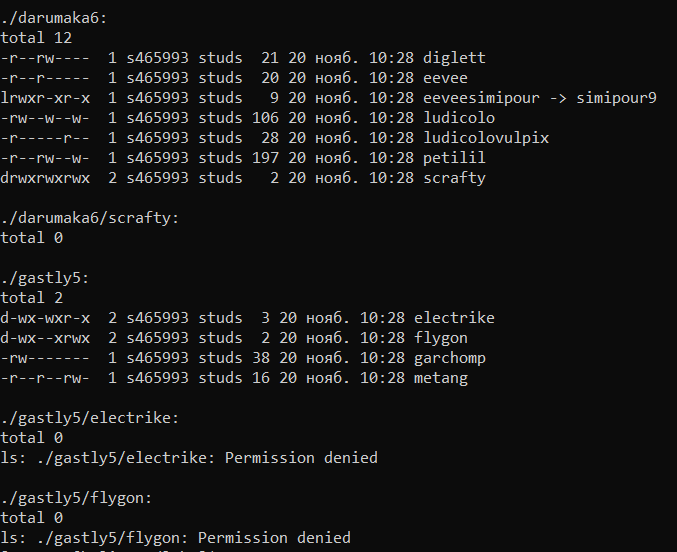 ./darumaka6:
total 12
-r--rw----  1 s465993 studs  21 20 нояб. 10:28 diglett
-r--r-----  1 s465993 studs  20 20 нояб. 10:28 eevee
lrwxr-xr-x  1 s465993 studs   9 20 нояб. 10:28 eeveesimipour -> simipour9
-rw--w--w-  1 s465993 studs 106 20 нояб. 10:28 ludicolo
-r-----r--  1 s465993 studs  28 20 нояб. 10:28 ludicolovulpix
-r--rw--w-  1 s465993 studs 197 20 нояб. 10:28 petilil
drwxrwxrwx  2 s465993 studs   2 20 нояб. 10:28 scrafty
./darumaka6/scrafty:
total 0
./gastly5:
total 2
d-wx-wxr-x  2 s465993 studs  3 20 нояб. 10:28 electrike
d-wx--xrwx  2 s465993 studs  2 20 нояб. 10:28 flygon
-rw-------  1 s465993 studs 38 20 нояб. 10:28 garchomp
-r--r--rw-  1 s465993 studs 16 20 нояб. 10:28 metang
./gastly5/electrike:
total 0
ls: ./gastly5/electrike: Permission denied
./gastly5/flygon:
total 0
ls: ./gastly5/flygon: Permission denied